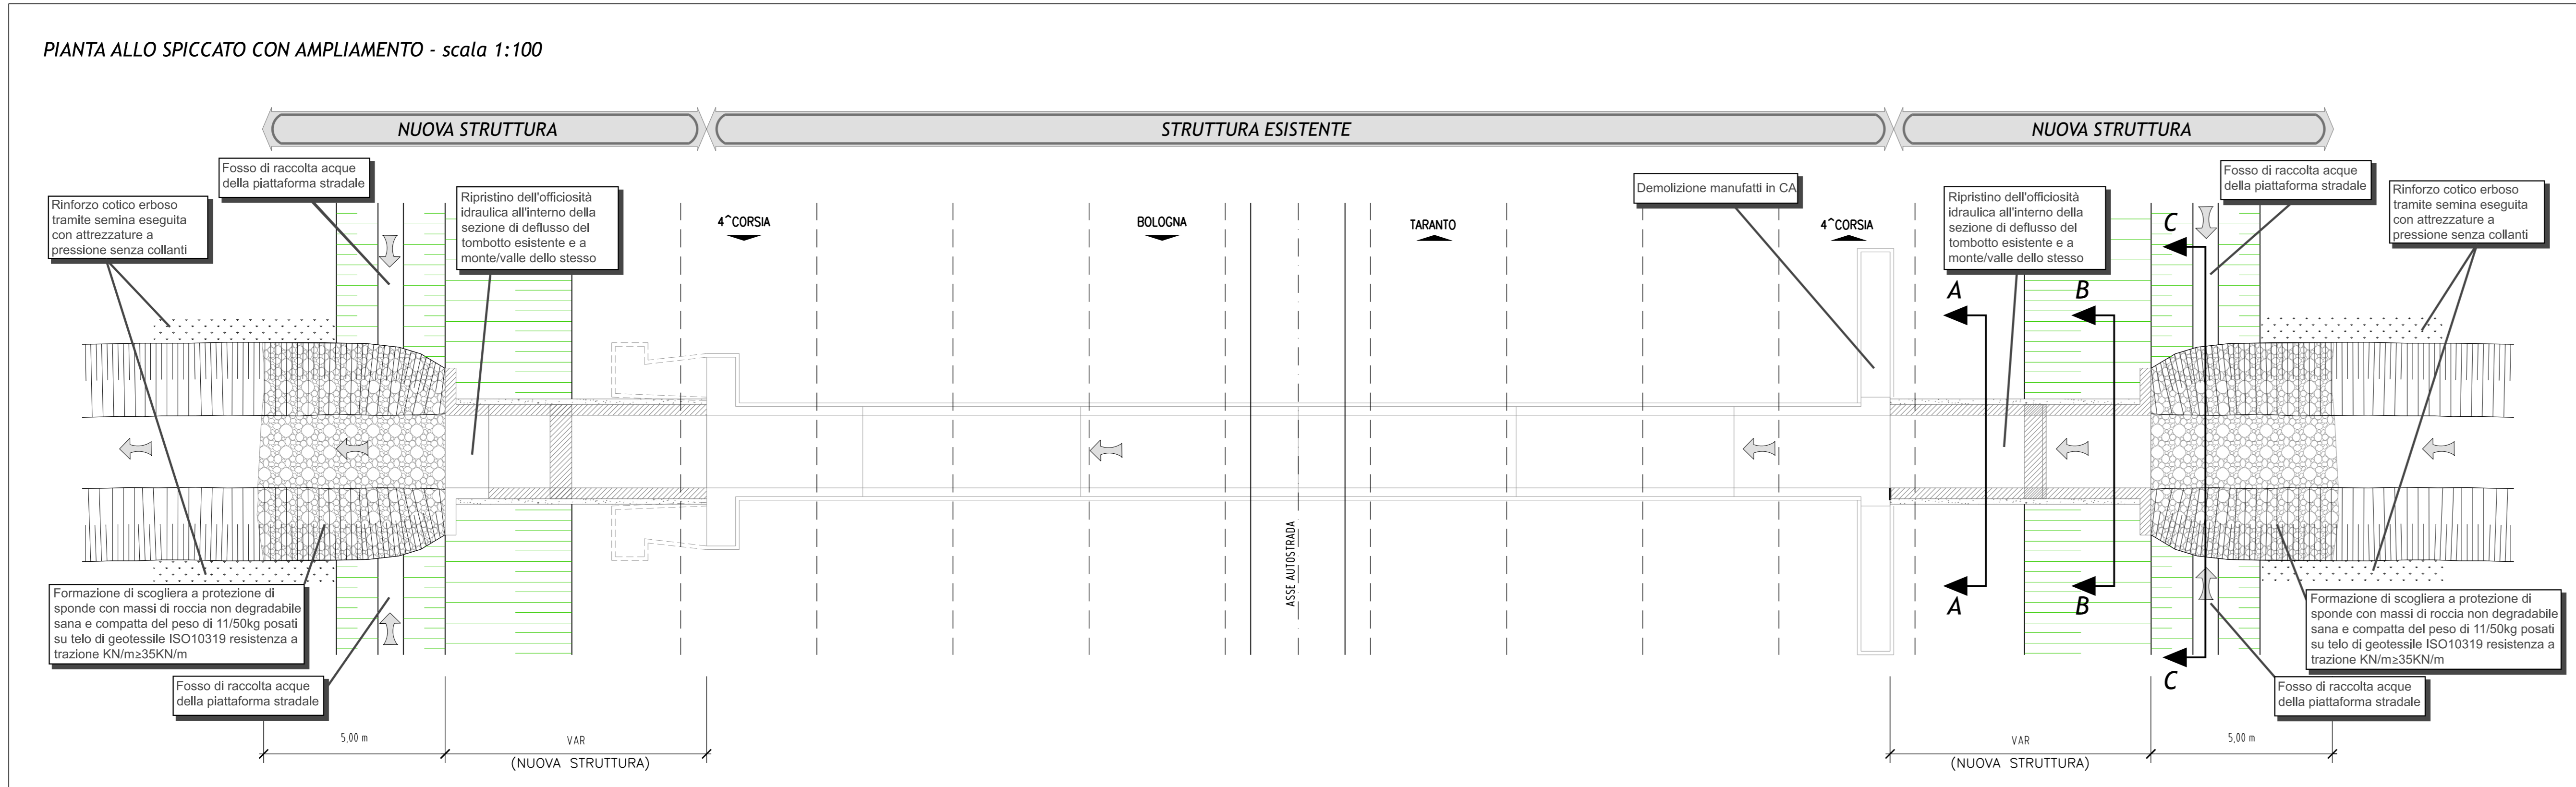 PIANTA ALLO SPICCATO CON AMPLIAMENTO - scala 1:100
NUOVA STRUTTURA
STRUTTURA ESISTENTE
NUOVA STRUTTURA
Fosso di raccolta acque
della piattaforma stradale
Rinforzo cotico erboso
tramite semina eseguita
con attrezzature a
pressione senza collanti
Ripristino dell'officiosità
idraulica all'interno della
sezione di deflusso del
tombotto esistente e a
monte/valle dello stesso
4^CORSIA
BOLOGNA
TARANTO
Demolizione manufatti in CA
4^CORSIA
Ripristino dell'officiosità
idraulica all'interno della
sezione di deflusso del
tombotto esistente e a
monte/valle dello stesso
Fosso di raccolta acque
della piattaforma stradale
Rinforzo cotico erboso
tramite semina eseguita
con attrezzature a
pressione senza collanti
C
A
B
ASSE AUTOSTRADA
A
B
C
Formazione di scogliera a protezione di
sponde con massi di roccia non degradabile
sana e compatta del peso di 11/50kg posati
su telo di geotessile ISO10319 resistenza a
trazione KN/m≥35KN/m
Fosso di raccolta acque
della piattaforma stradale
Formazione di scogliera a protezione di
sponde con massi di roccia non degradabile
sana e compatta del peso di 11/50kg posati
su telo di geotessile ISO10319 resistenza a
trazione KN/m≥35KN/m
Fosso di raccolta acque
della piattaforma stradale
5,00 m
VAR
(NUOVA STRUTTURA)
VAR
(NUOVA STRUTTURA)
5,00 m